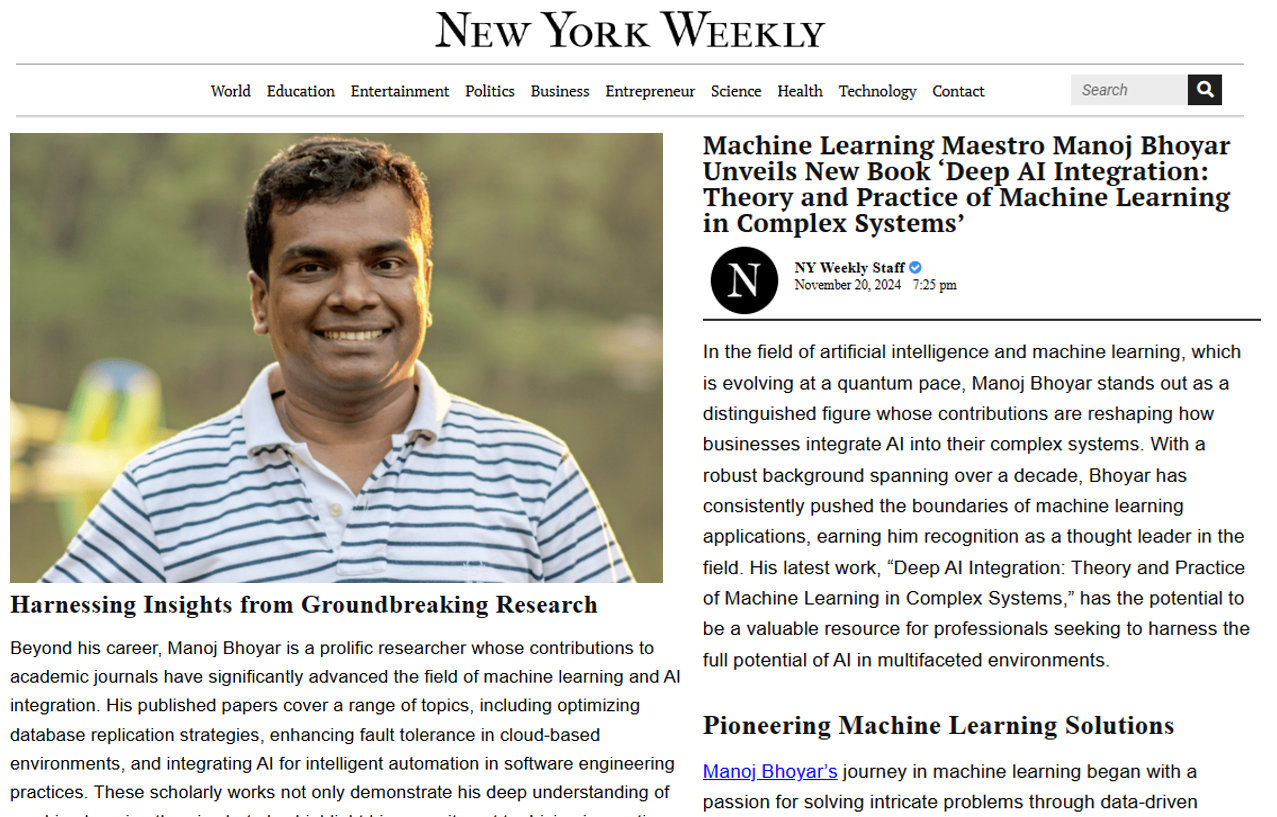 NEW YORK WEEKLY
World Education Entertainment Politics Business Entrepreneur Science Health Technology Contact
Search
Machine Learning Maestro Manoj Bhoyar
Unveils New Book ‘Deep AI Integration:
Theory and Practice of Machine Learning
in Complex Systems’
N
NY Weekly Staff
November 20, 2024 7:25 pm
In the field of artificial intelligence and machine learning, which
is evolving at a quantum pace, Manoj Bhoyar stands out as a
distinguished figure whose contributions are reshaping how
businesses integrate AI into their complex systems. With a
robust background spanning over a decade, Bhoyar has
consistently pushed the boundaries of machine learning
applications, earning him recognition as a thought leader in the
field. His latest work, “Deep AI Integration: Theory and Practice
of Machine Learning in Complex Systems,” has the potential to
be a valuable resource for professionals seeking to harness the
full potential of AI in multifaceted environments.
Pioneering Machine Learning Solutions
Manoj Bhoyar’s journey in machine learning began with a
passion for solving intricate problems through data-driven
Harnessing Insights from Groundbreaking Research
Beyond his career, Manoj Bhoyar is a prolific researcher whose contributions to
academic journals have significantly advanced the field of machine learning and AI
integration. His published papers cover a range of topics, including optimizing
database replication strategies, enhancing fault tolerance in cloud-based
environments, and integrating AI for intelligent automation in software engineering
practices. These scholarly works not only demonstrate his deep understanding of